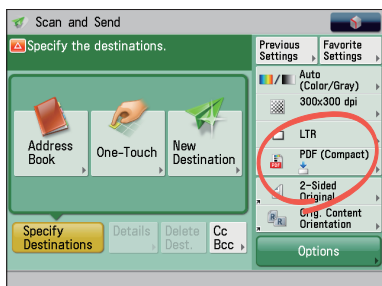 Scan and Send
Specify the destinations.
Previous
Settings
Favorite
Settings
Auto
(Color/Gray)
300x300 dpi
LTR
PDF (Compact)
PDF
2-Sided
Original
Orig. Content
Orientation
Address
Book
One-Touch
New
Destination
Specify
Destinations
Details
Delete
Dest.
Cc
Bcc
Options